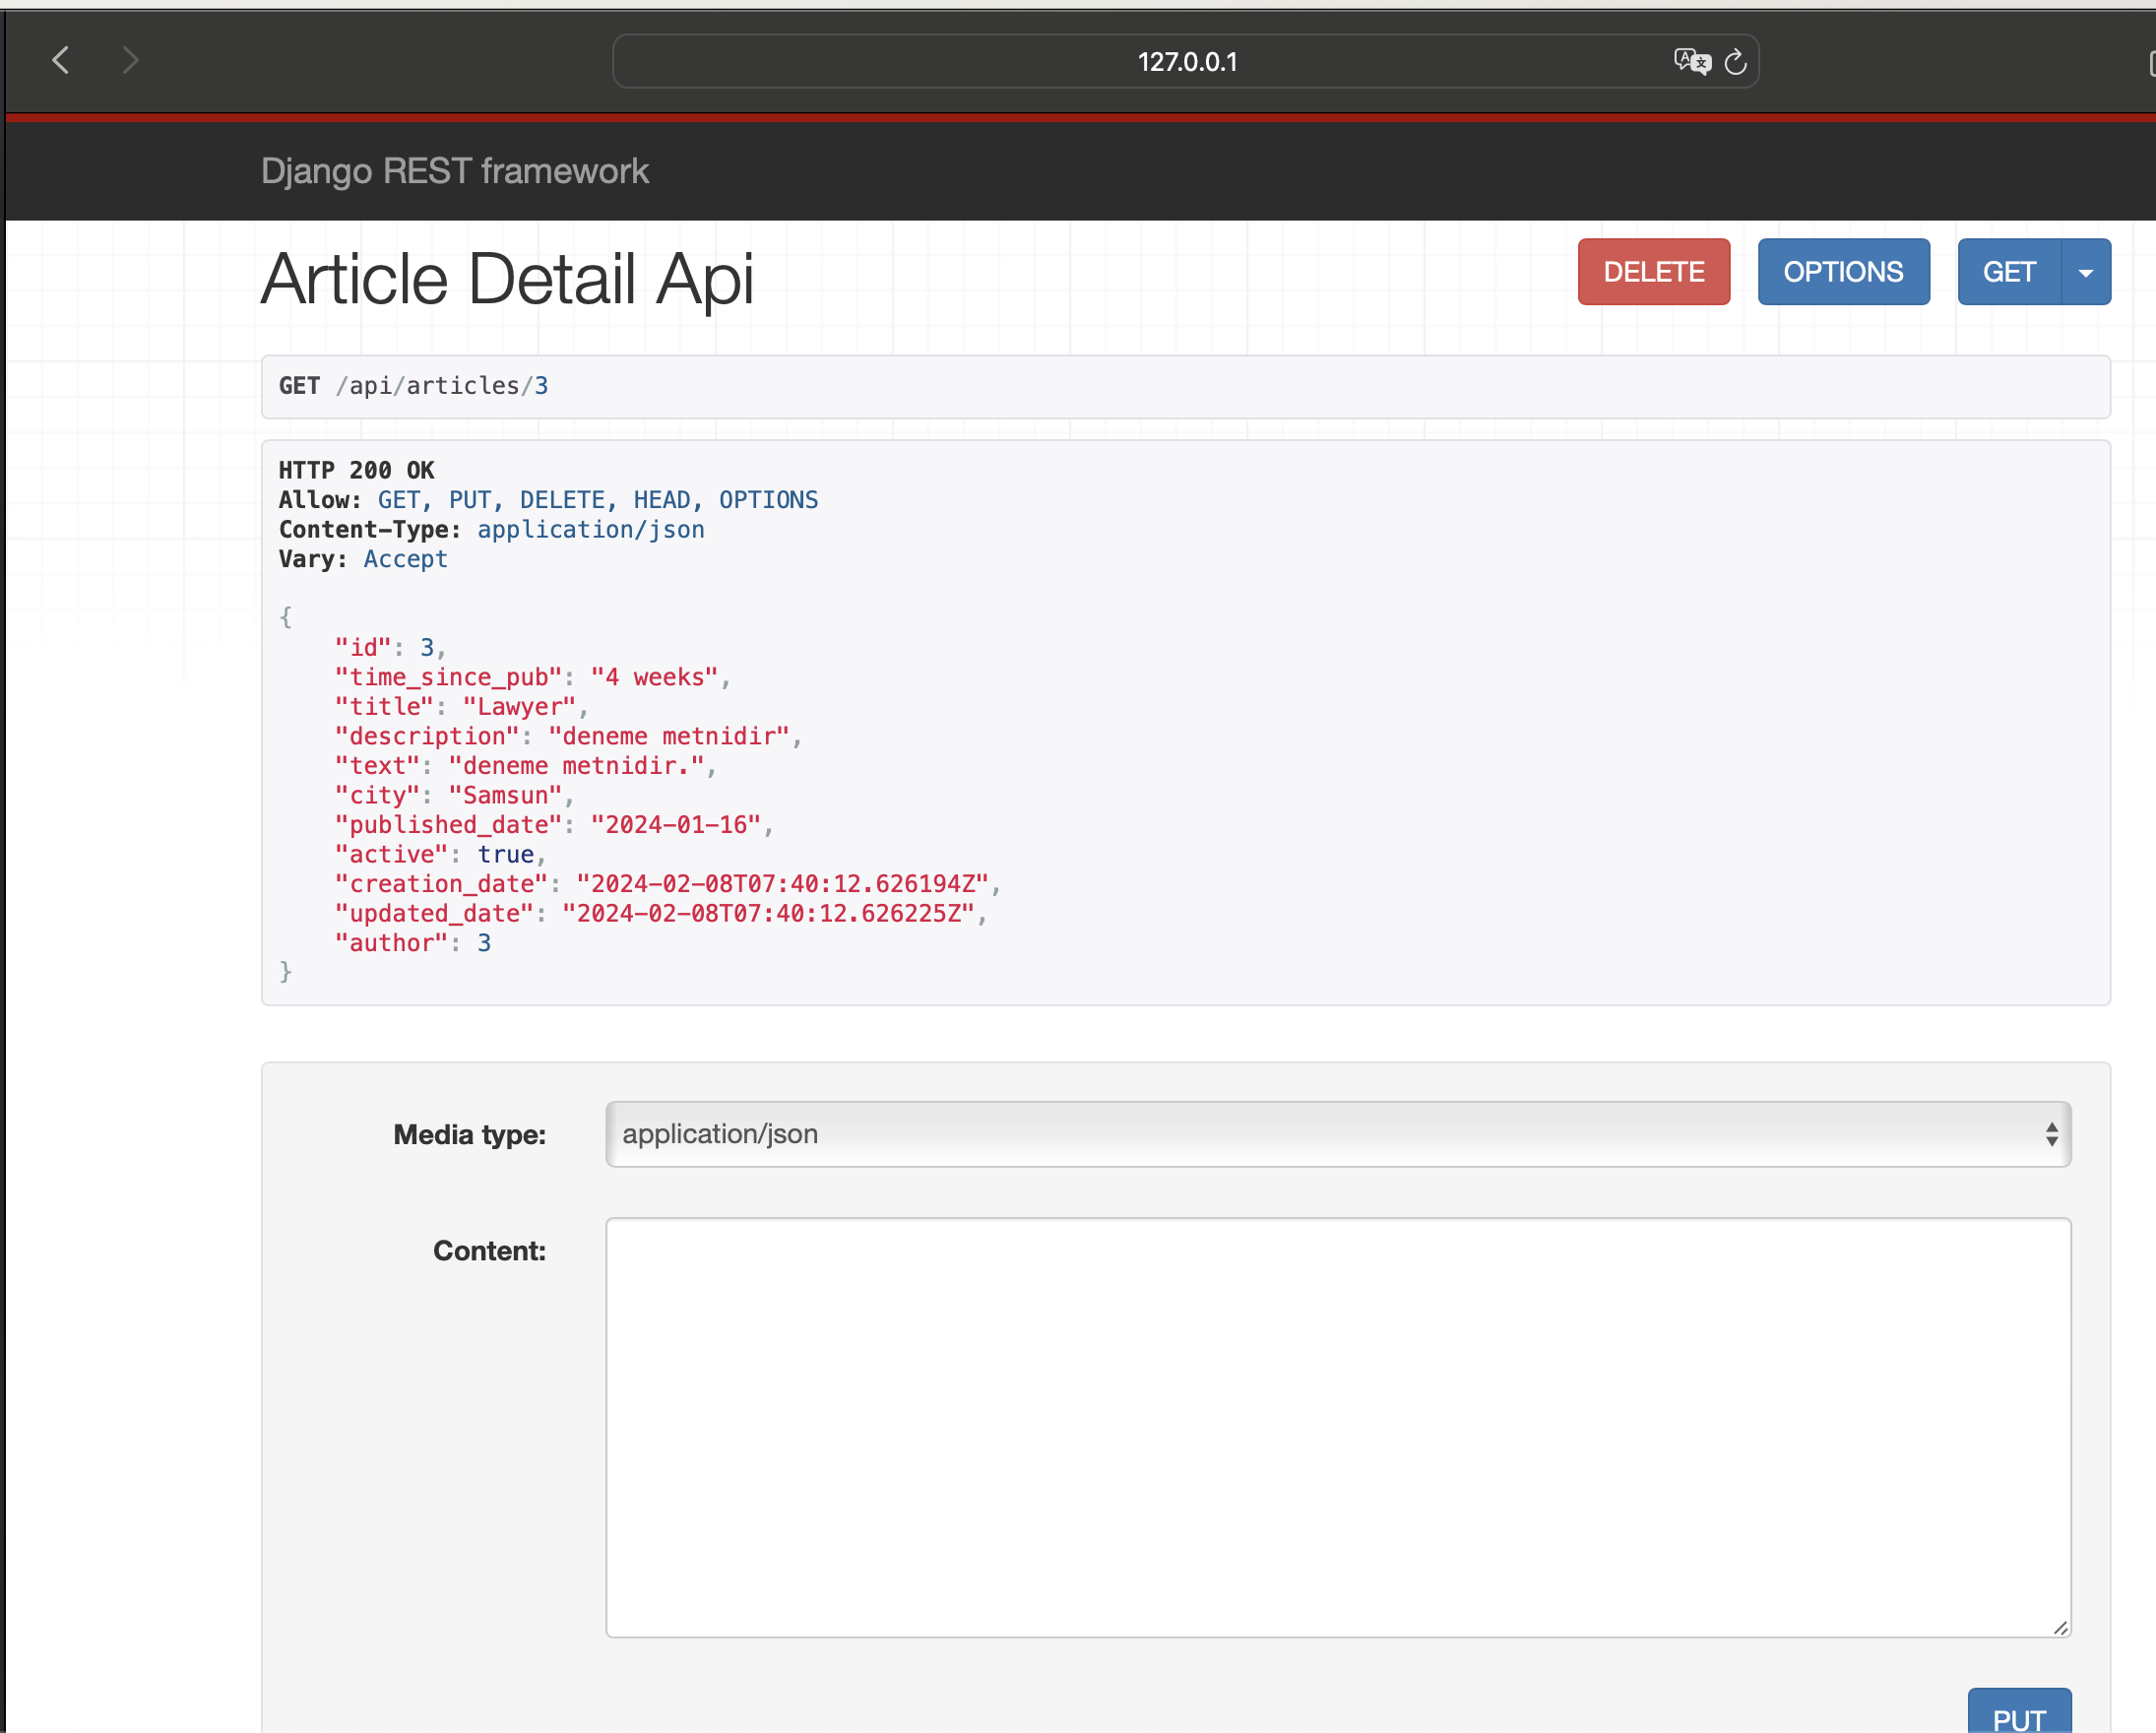 127.0.0.1
Django REST framework
Article Detail Api
DELETE
OPTIONS
GET
GET /api/articles/3
HTTP 200 OK
Allow: GET, PUT, DELETE, HEAD, OPTIONS
Content-Type: application/json
Vary: Accept
{
    "id": 3,
    "time_since_pub": "4 weeks",
    "title": "Lawyer",
    "description": "deneme metnidir",
    "text": "deneme metnidir.",
    "city": "Samsun",
    "published_date": "2024-01-16",
    "active": true,
    "creation_date": "2024-02-08T07:40:12.626194Z",
    "updated_date": "2024-02-08T07:40:12.626225Z",
    "author": 3
}
Media type:
application/json
Content:
PUT